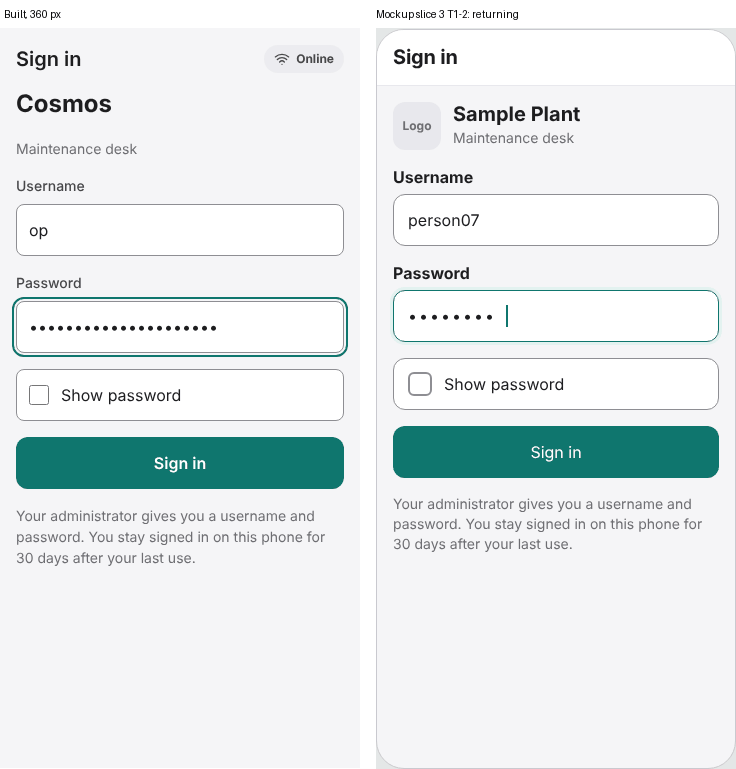 Built, 360 px
Sign in
Online
Cosmos
Maintenance desk
Username
op
Password
•••••••••••••••••••••
Show password
Sign in
Your administrator gives you a username and
password. You stay signed in on this phone for
30 days after your last use.
Mockup slice 3 T1-2: returning
Sign in
Logo
Sample Plant
Maintenance desk
Username
person07
Password
••••••••
Show password
Sign in
Your administrator gives you a username and
password. You stay signed in on this phone for
30 days after your last use.